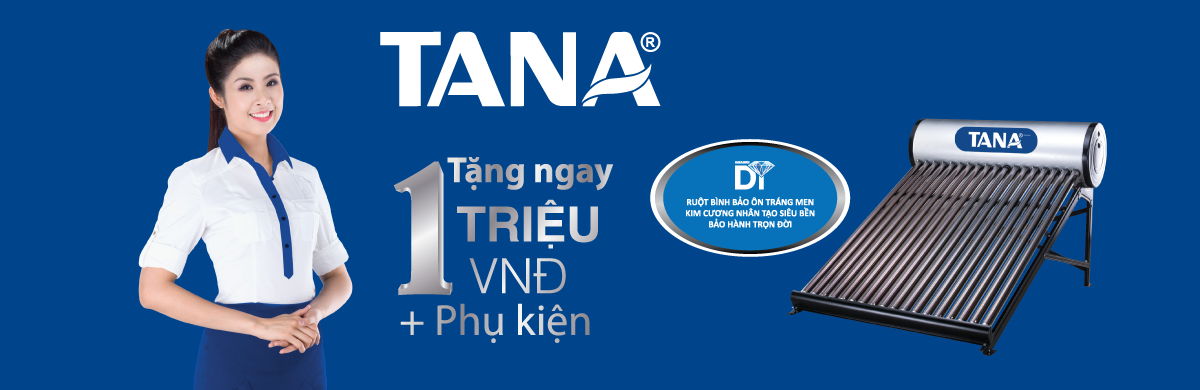 TANA®
Tặng ngay
1 TRIỆU
VNĐ
+ Phụ kiện
DI
RUỘT BÌNH BẢO ÔN TRÁNG MEN
KIM CƯƠNG NHÂN TẠO SIÊU BỀN
BẢO HÀNH TRỌN ĐỜI
TANA®
TANA